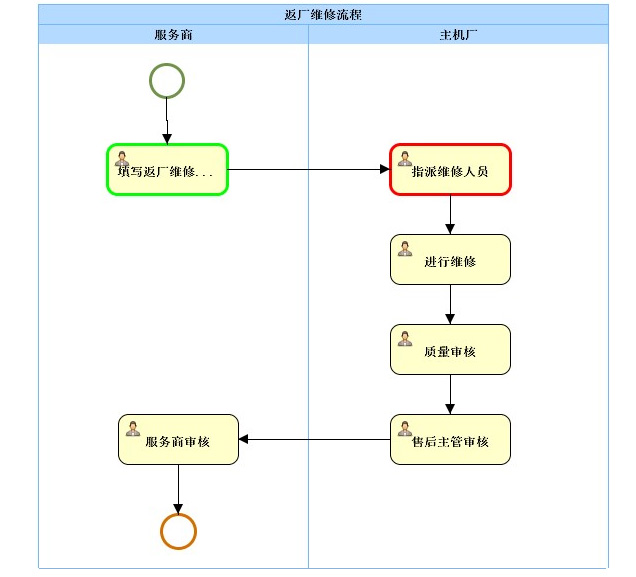 返厂维修流程
服务商
主机厂
填写返厂维修...
指派维修人员
进行维修
质量审核
服务商审核
售后主管审核